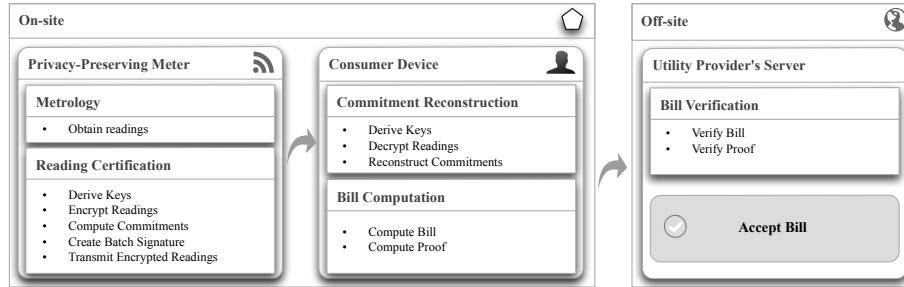 On-site
Privacy-Preserving Meter
Metrology
• Obtain readings
Reading Certification
• Derive Keys
• Encrypt Readings
• Compute Commitments
• Create Batch Signature
• Transmit Encrypted Readings
Consumer Device
Commitment Reconstruction
• Derive Keys
• Decrypt Readings
• Reconstruct Commitments
Bill Computation
• Compute Bill
• Compute Proof
Off-site
Utility Provider's Server
Bill Verification
• Verify Bill
• Verify Proof
Accept Bill